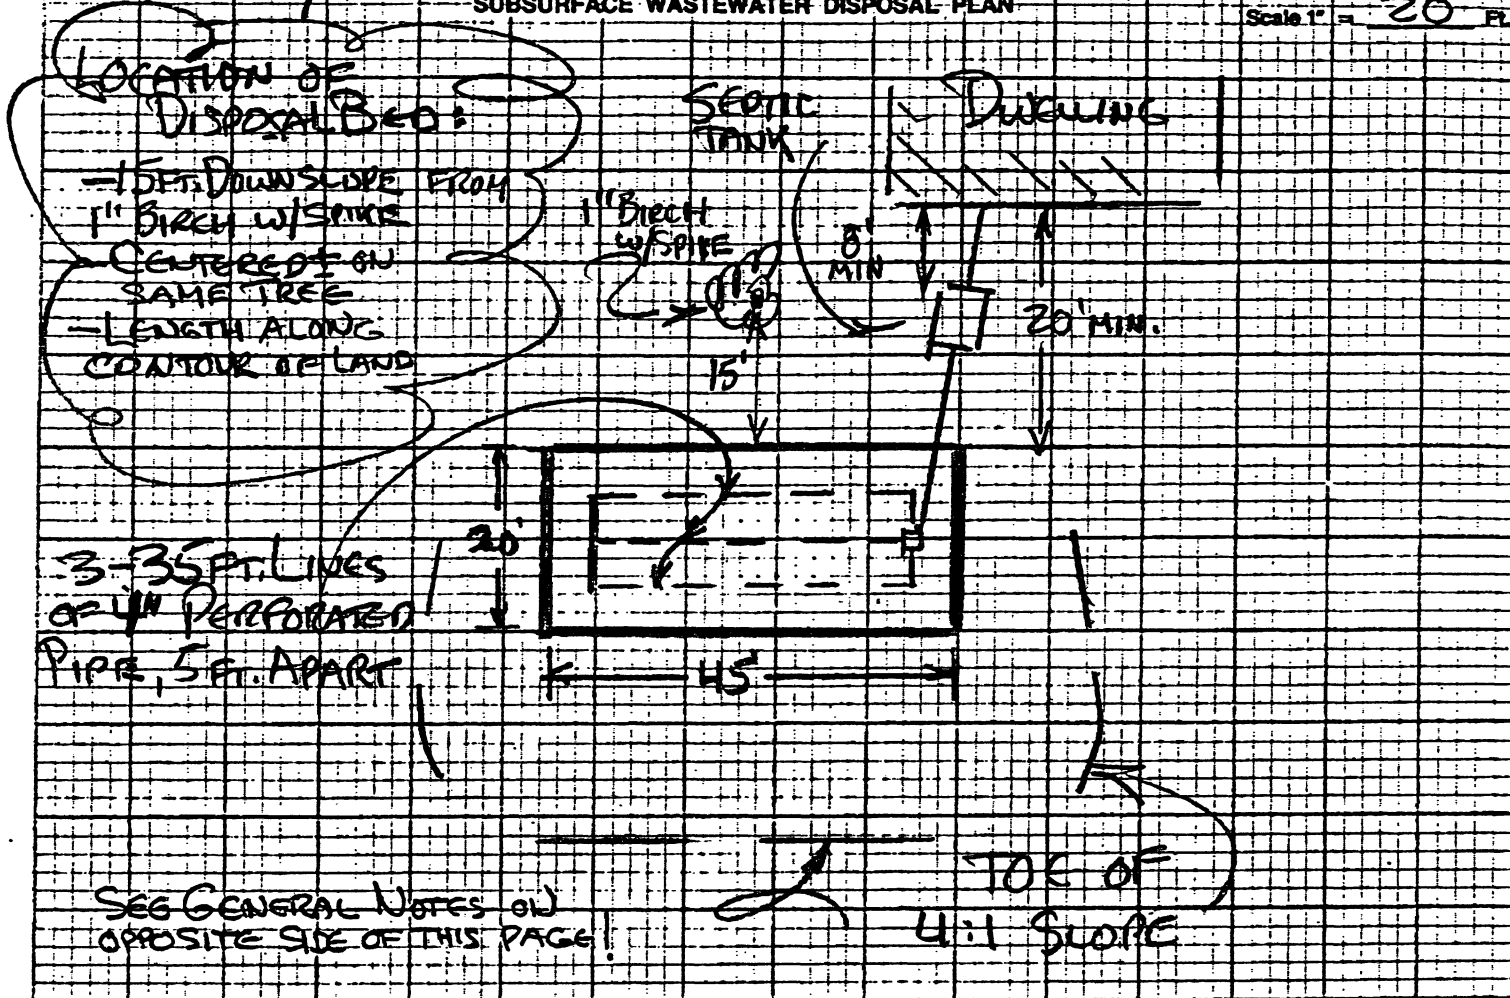 SUBSURFACE WASTEWATER DISPOSAL PLAN
Scale 1" = 20 Ft.
LOCATION OF
DISPOSAL BED:
-15 FT. DOWNSLOPE FROM
1" BIRCH W/SPIKE
-CENTERED ± ON
SAME TREE
-LENGTH ALONG
CONTOUR OF LAND
SEPTIC
TANK
DWELLING
1" BIRCH
W/SPIKE
8'
MIN
20' MIN.
15'
20'
3-35 FT. LINES
OF 4" PERFORATED
PIPE, 5 FT. APART
45'
TOE OF
4:1 SLOPE
SEE GENERAL NOTES ON
OPPOSITE SIDE OF THIS PAGE!